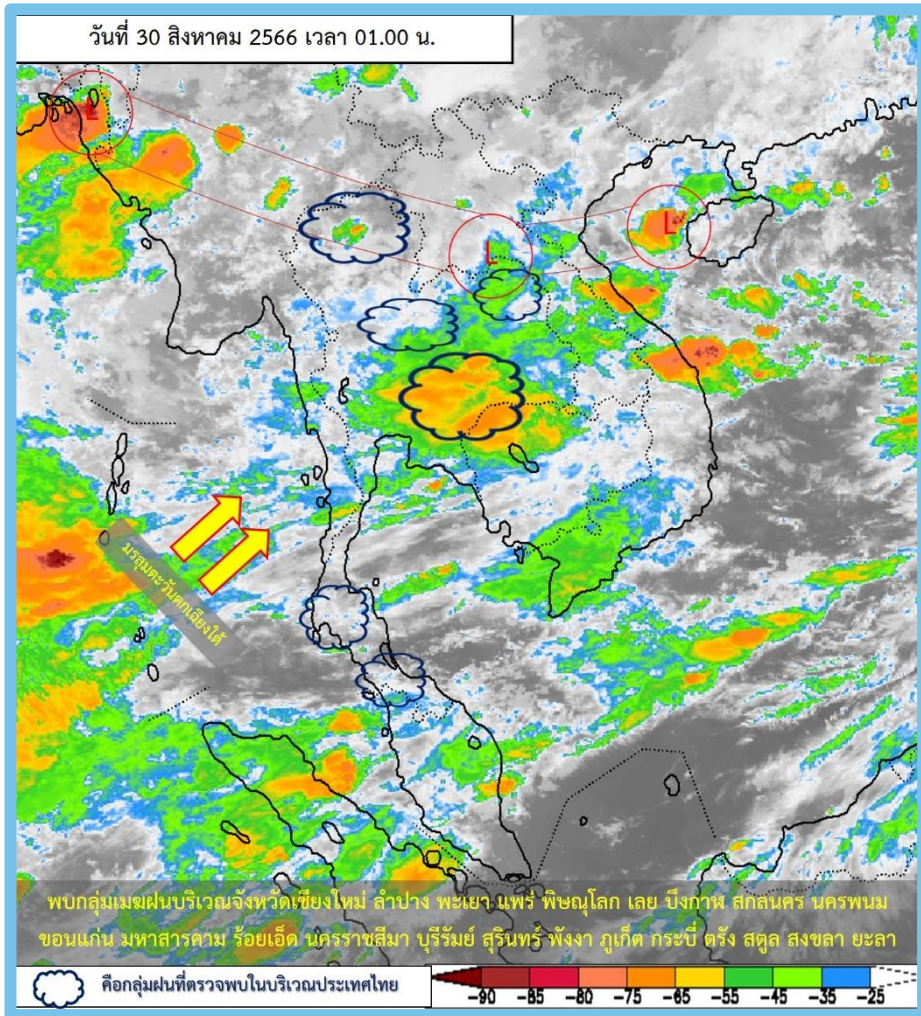 วันที่ 30 สิงหาคม 2566 เวลา 01.00 น.
L
L
L
มรสุมตะวันตกเฉียงใต้
พบกลุ่มเมฆฝนบริเวณจังหวัดเชียงใหม่ ลำปาง พะเยา แพร่ พิษณุโลก เลย บึงกาฬ สกลนคร นครพนม
ขอนแก่น มหาสารคาม ร้อยเอ็ด นครราชสีมา บุรีรัมย์ สุรินทร์ พังงา ภูเก็ต กระบี่ ตรัง สตูล สงขลา ยะลา
คือกลุ่มฝนที่ตรวจพบในบริเวณประเทศไทย
-90 -85 -80 -75 -65 -55 -45 -35 -25